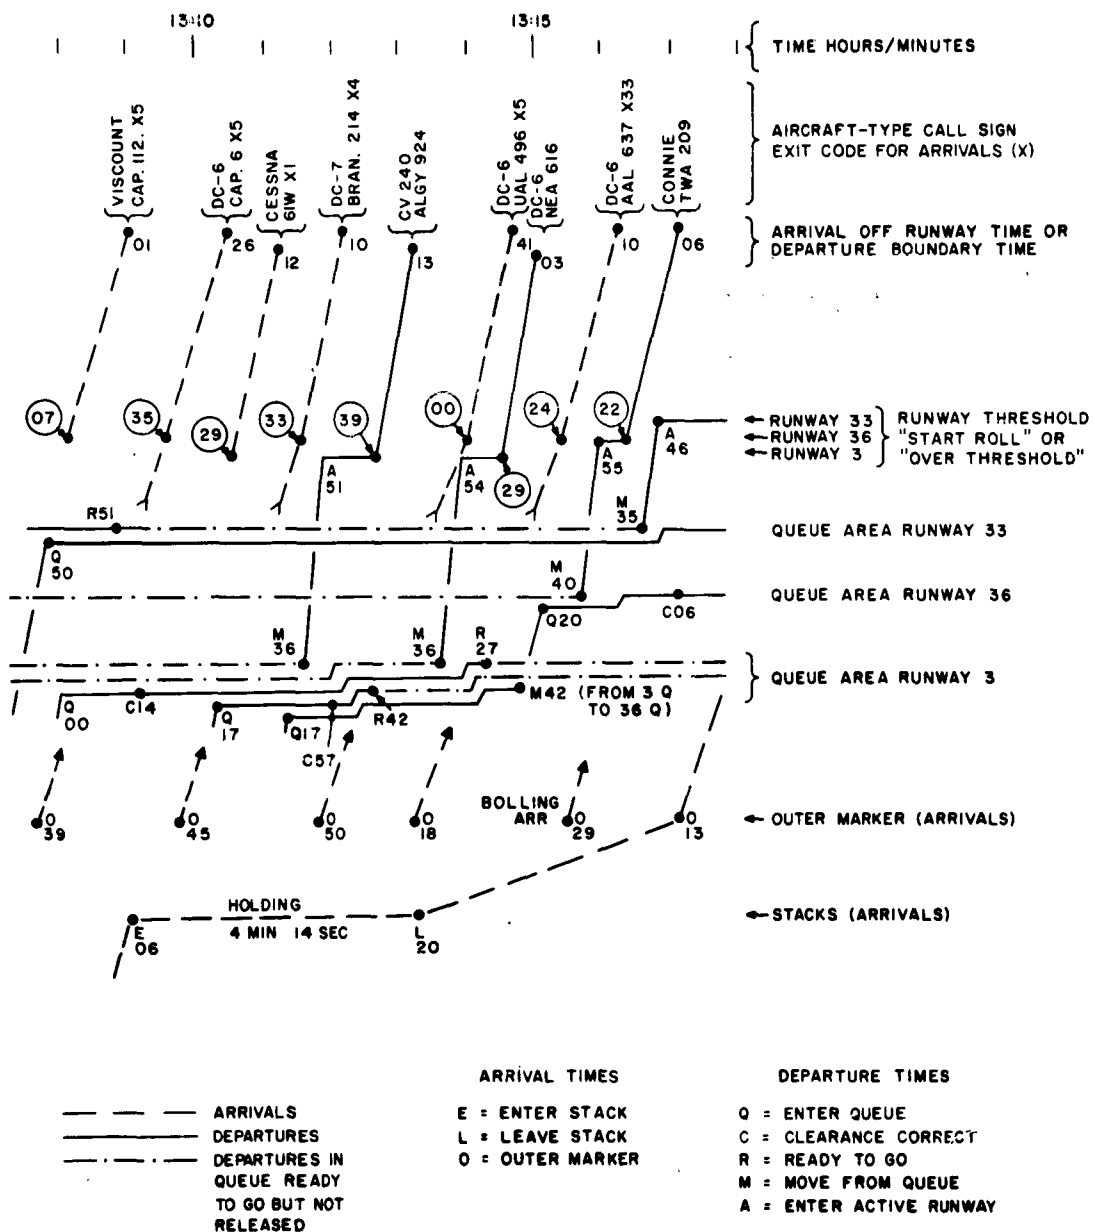 13:10
13:15
TIME HOURS/MINUTES
VISCOUNT
CAP. 112. X5
DC-6
CAP. 6 X5
CESSNA
61W X1
DC-7
BRAN. 214 X4
CV 240
ALGY 924
DC-6
UAL 496 X5
DC-6
NEA 616
DC-6
AAL 637 X33
CONNIE
TWA 209
AIRCRAFT-TYPE CALL SIGN
EXIT CODE FOR ARRIVALS (X)
01
26
12
10
13
41
03
10
06
ARRIVAL OFF RUNWAY TIME OR
DEPARTURE BOUNDARY TIME
07
35
29
33
39
00
29
24
22
A
51
A
54
A
55
A
46
RUNWAY 33
RUNWAY 36
RUNWAY 3
RUNWAY THRESHOLD
"START ROLL" OR
"OVER THRESHOLD"
R51
M
35
QUEUE AREA RUNWAY 33
Q
50
M
40
Q20
C06
QUEUE AREA RUNWAY 36
M
36
M
36
R
27
QUEUE AREA RUNWAY 3
Q
00
C14
Q
17
Q17
C57
R42
M42 (FROM 3 Q
TO 36 Q)
O
39
O
45
O
50
O
18
BOLLING
ARR
O
29
O
13
OUTER MARKER (ARRIVALS)
HOLDING
4 MIN 14 SEC
E
06
L
20
STACKS (ARRIVALS)
ARRIVAL TIMES
DEPARTURE TIMES
ARRIVALS
DEPARTURES
DEPARTURES IN
QUEUE READY
TO GO BUT NOT
RELEASED
E = ENTER STACK
L = LEAVE STACK
O = OUTER MARKER
Q = ENTER QUEUE
C = CLEARANCE CORRECT
R = READY TO GO
M = MOVE FROM QUEUE
A = ENTER ACTIVE RUNWAY